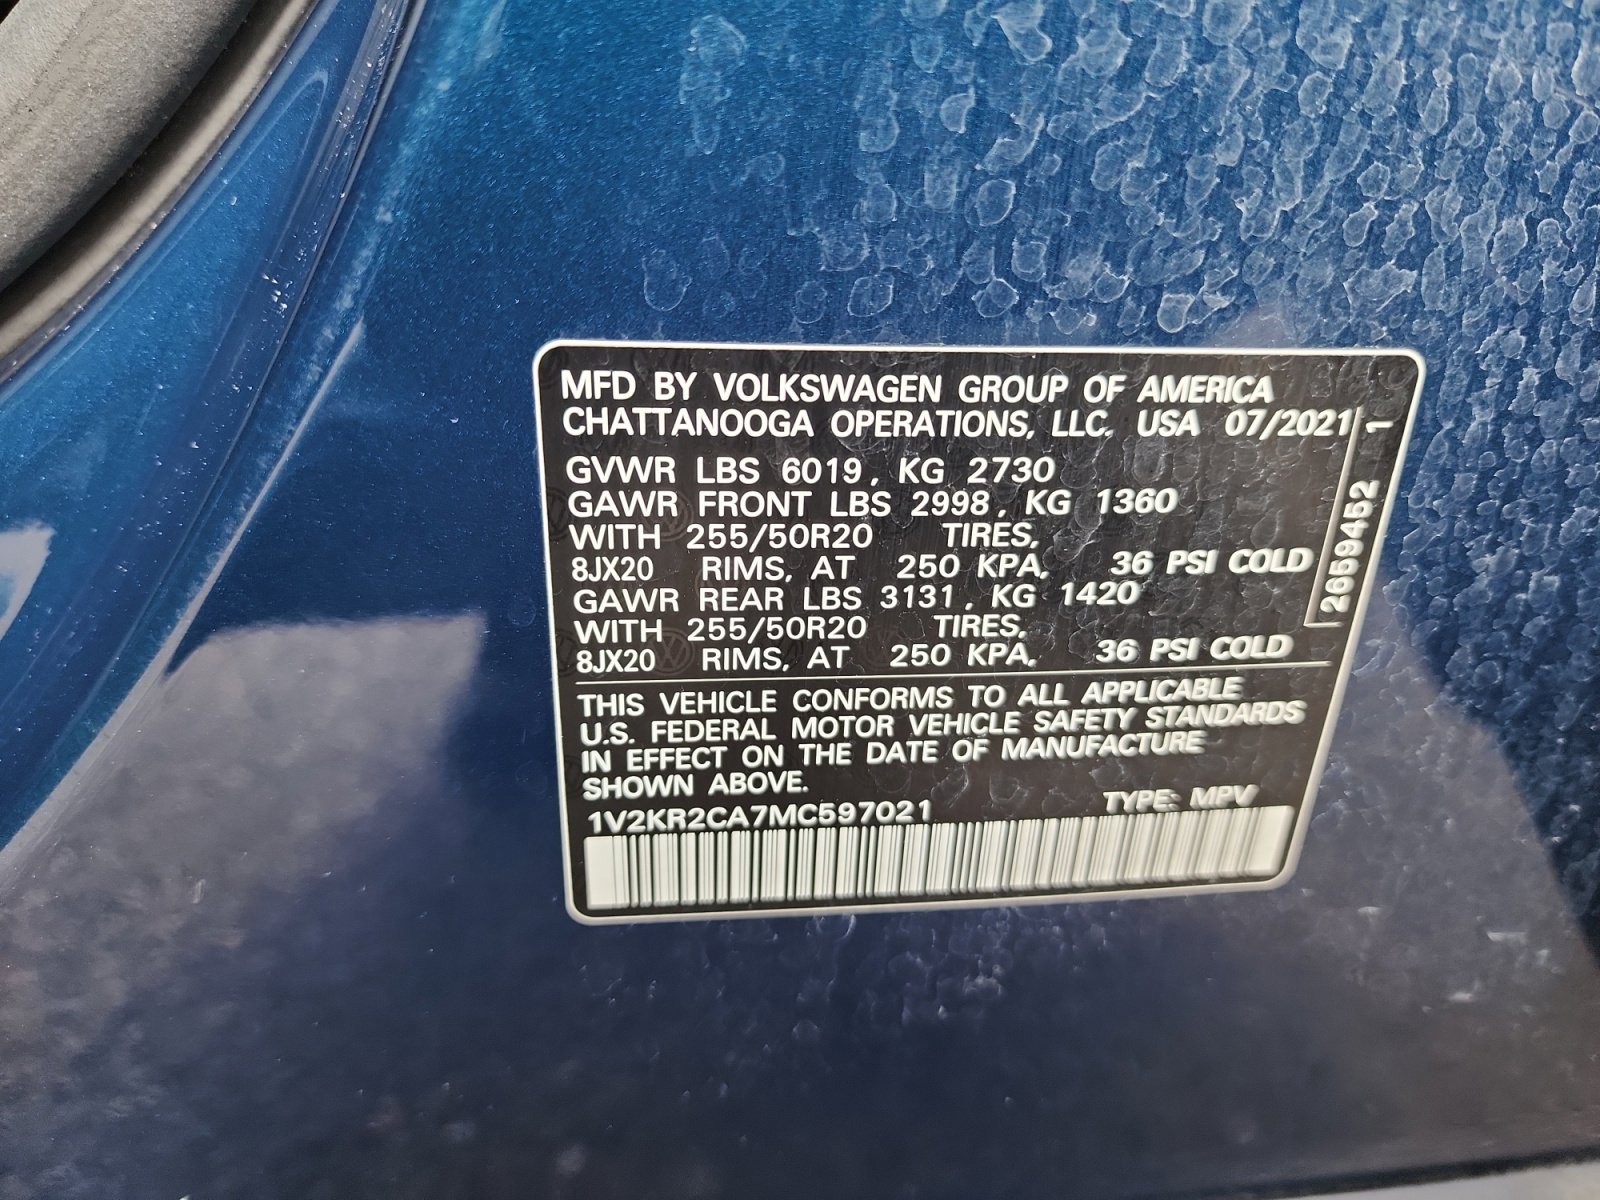 MFD BY VOLKSWAGEN GROUP OF AMERICA
CHATTANOOGA OPERATIONS, LLC. USA 07/2021
GVWR LBS 6019, KG 2730
GAWR FRONT LBS 2998, KG 1360
WITH 255/50R20 TIRES,
8JX20 RIMS, AT 250 KPA, 36 PSI COLD
GAWR REAR LBS 3131, KG 1420
WITH 255/50R20 TIRES,
8JX20 RIMS, AT 250 KPA, 36 PSI COLD
THIS VEHICLE CONFORMS TO ALL APPLICABLE
U.S. FEDERAL MOTOR VEHICLE SAFETY STANDARDS
IN EFFECT ON THE DATE OF MANUFACTURE
SHOWN ABOVE.
1V2KR2CA7MC597021 TYPE: MPV
2659452 1